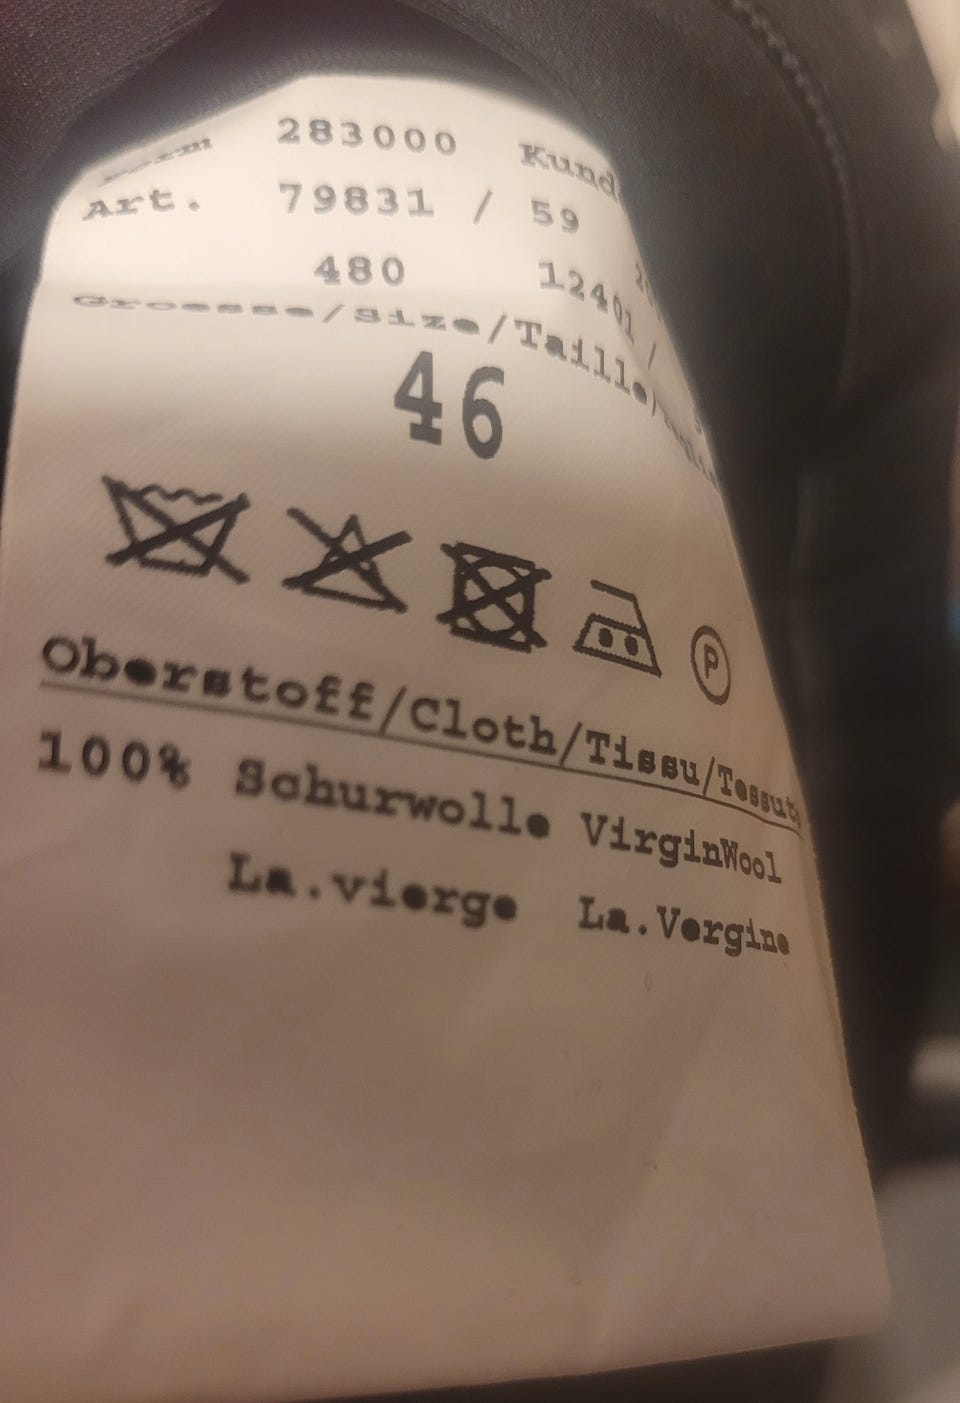 283000
Art. 79831 / 59
480 12401 /
Groesse/Size/Taille/
46
P
Oberstoff/Cloth/Tissu/Tessuto
100% Schurwolle VirginWool
La.vierge La.Vergine